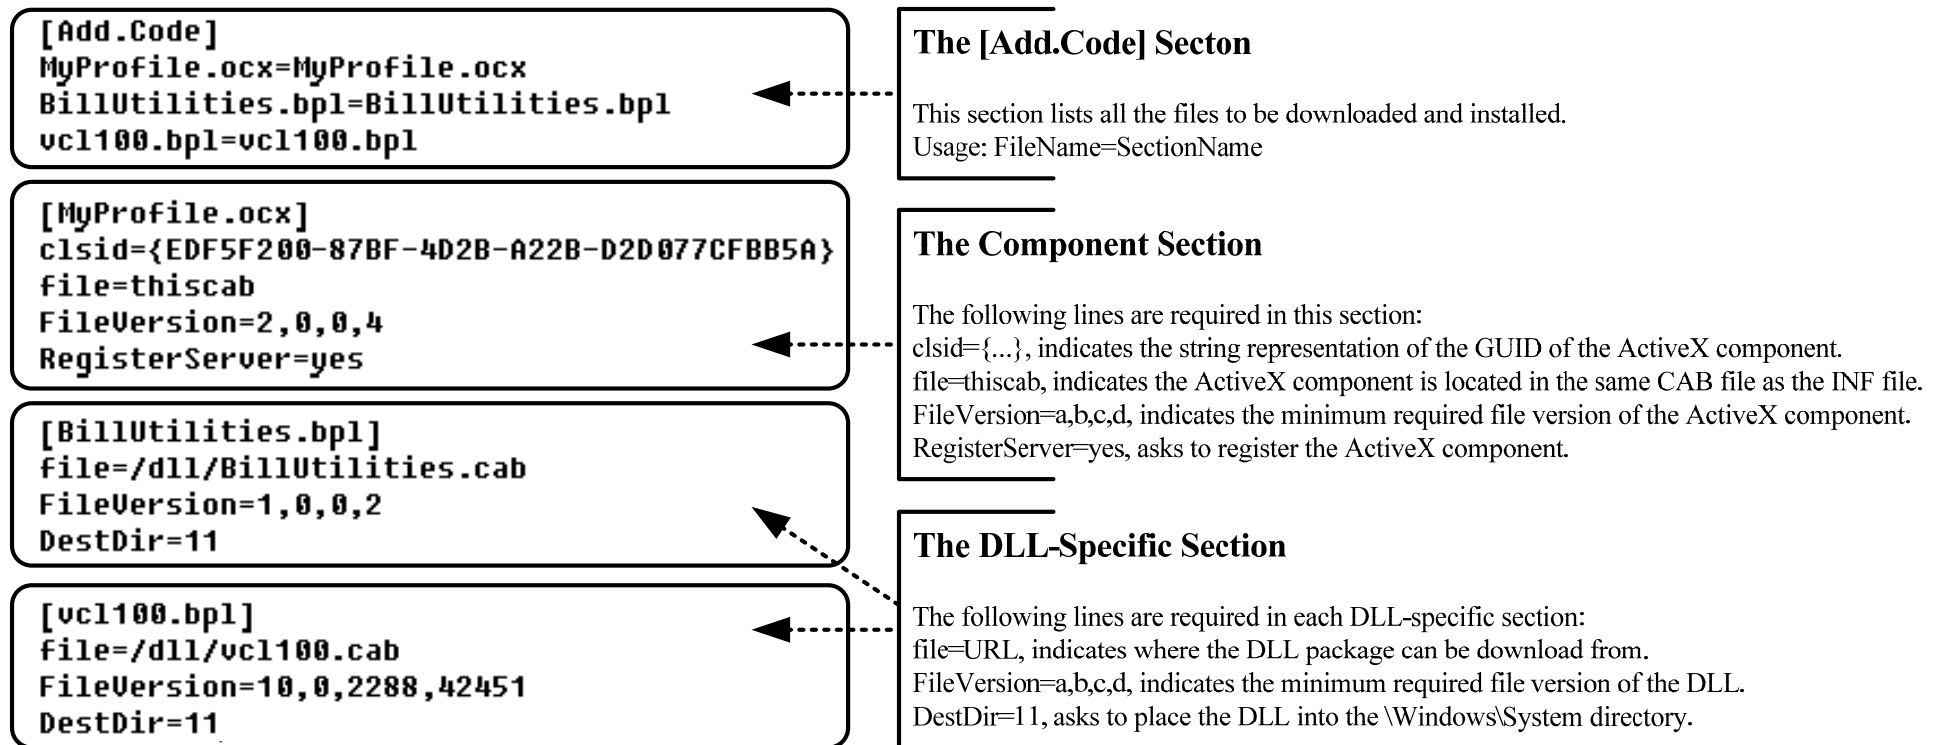 [Add.Code]
MyProfile.ocx=MyProfile.ocx
BillUtilities.bpl=BillUtilities.bpl
vcl100.bpl=vcl100.bpl
[MyProfile.ocx]
clsid={EDF5F200-87BF-4D2B-A22B-D2D077CFBB5A}
file=thiscab
FileVersion=2,0,0,4
RegisterServer=yes
[BillUtilities.bpl]
file=/dll/BillUtilities.cab
FileVersion=1,0,0,2
DestDir=11
[vcl100.bpl]
file=/dll/vcl100.cab
FileVersion=10,0,2288,42451
DestDir=11
The [Add.Code] Secton
This section lists all the files to be downloaded and installed.
Usage: FileName=SectionName
The Component Section
The following lines are required in this section:
clsid={...}, indicates the string representation of the GUID of the ActiveX component.
file=thiscab, indicates the ActiveX component is located in the same CAB file as the INF file.
FileVersion=a,b,c,d, indicates the minimum required file version of the ActiveX component.
RegisterServer=yes, asks to register the ActiveX component.
The DLL-Specific Section
The following lines are required in each DLL-specific section:
file=URL, indicates where the DLL package can be download from.
FileVersion=a,b,c,d, indicates the minimum required file version of the DLL.
DestDir=11, asks to place the DLL into the \Windows\System directory.